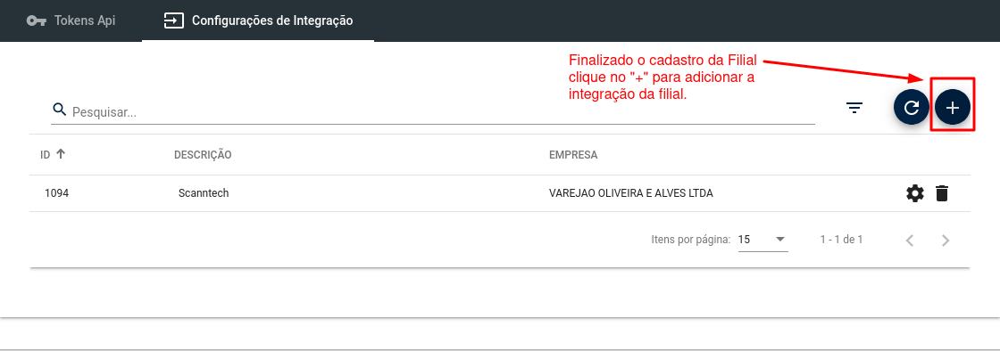 Tokens Api
Configurações de Integração
Finalizado o cadastro da Filial
clique no "+" para adicionar a
integração da filial.
Pesquisar...
ID DESCRIÇÃO EMPRESA
1094 Scanntech VAREJAO OLIVEIRA E ALVES LTDA
Itens por página: 15 1 - 1 de 1